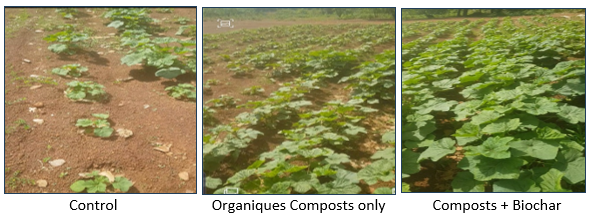 Control
Organiques Composts only
Composts + Biochar